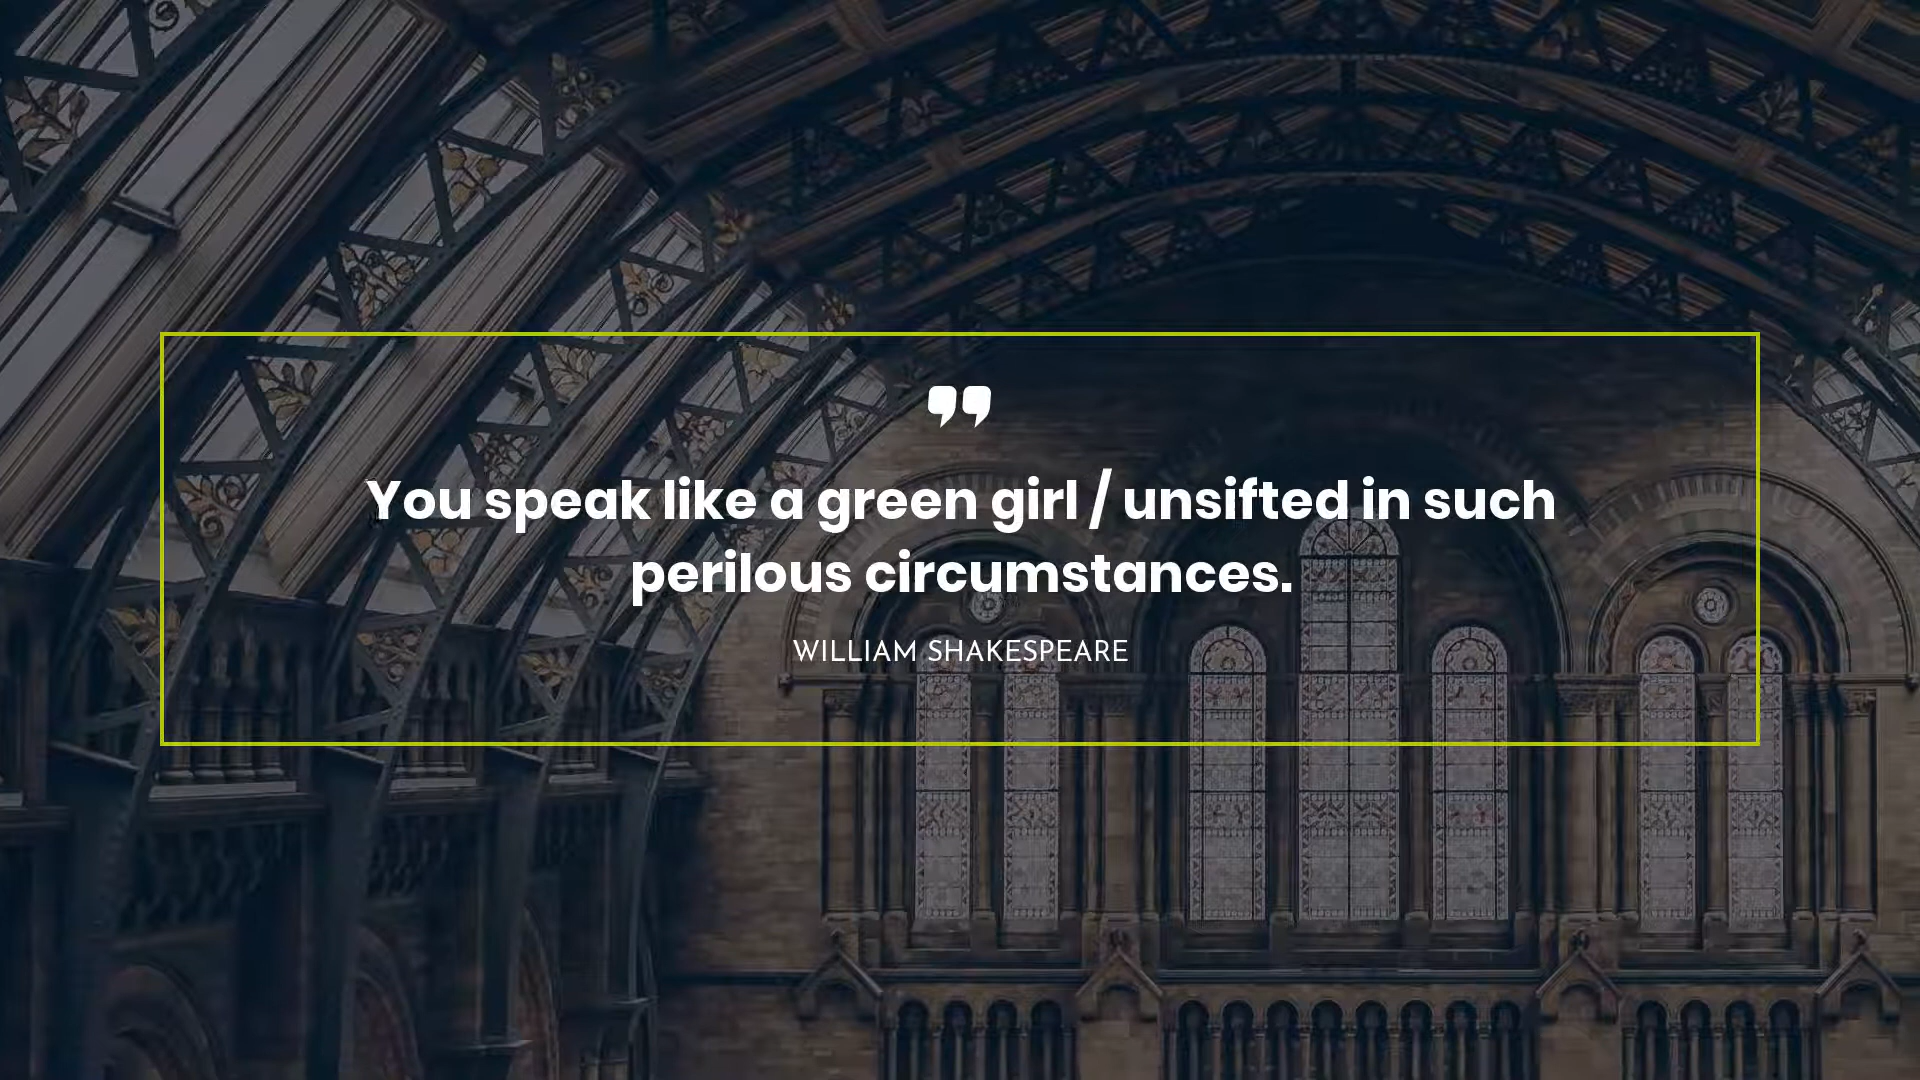 You speak like a green girl / unsifted in such
perilous circumstances.
WILLIAM SHAKESPEARE